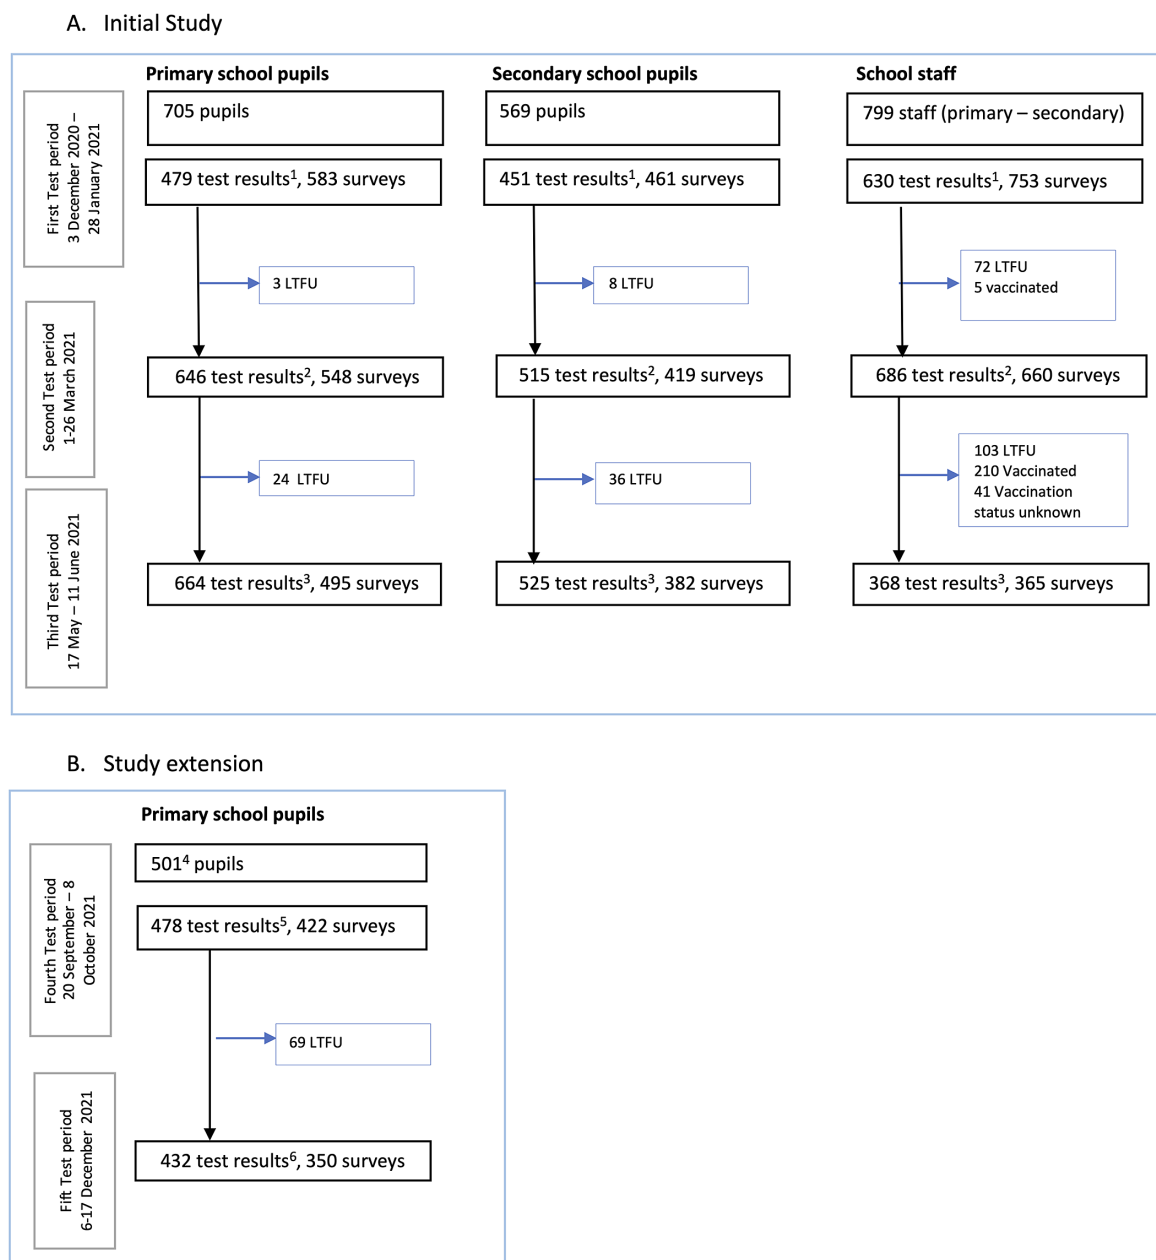 A. Initial Study
Primary school pupils
Secondary school pupils
School staff
First Test period
3 December 2020 –
28 January 2021
705 pupils
569 pupils
799 staff (primary – secondary)
479 test results¹, 583 surveys
451 test results¹, 461 surveys
630 test results¹, 753 surveys
3 LTFU
8 LTFU
72 LTFU
5 vaccinated
Second Test period
1-26 March 2021
646 test results², 548 surveys
515 test results², 419 surveys
686 test results², 660 surveys
24 LTFU
36 LTFU
103 LTFU
210 Vaccinated
41 Vaccination
status unknown
Third Test period
17 May – 11 June 2021
664 test results³, 495 surveys
525 test results³, 382 surveys
368 test results³, 365 surveys
B. Study extension
Primary school pupils
Fourth Test period
20 September – 8
October 2021
501⁴ pupils
478 test results⁵, 422 surveys
69 LTFU
Fift Test period
6-17 December 2021
432 test results⁶, 350 surveys